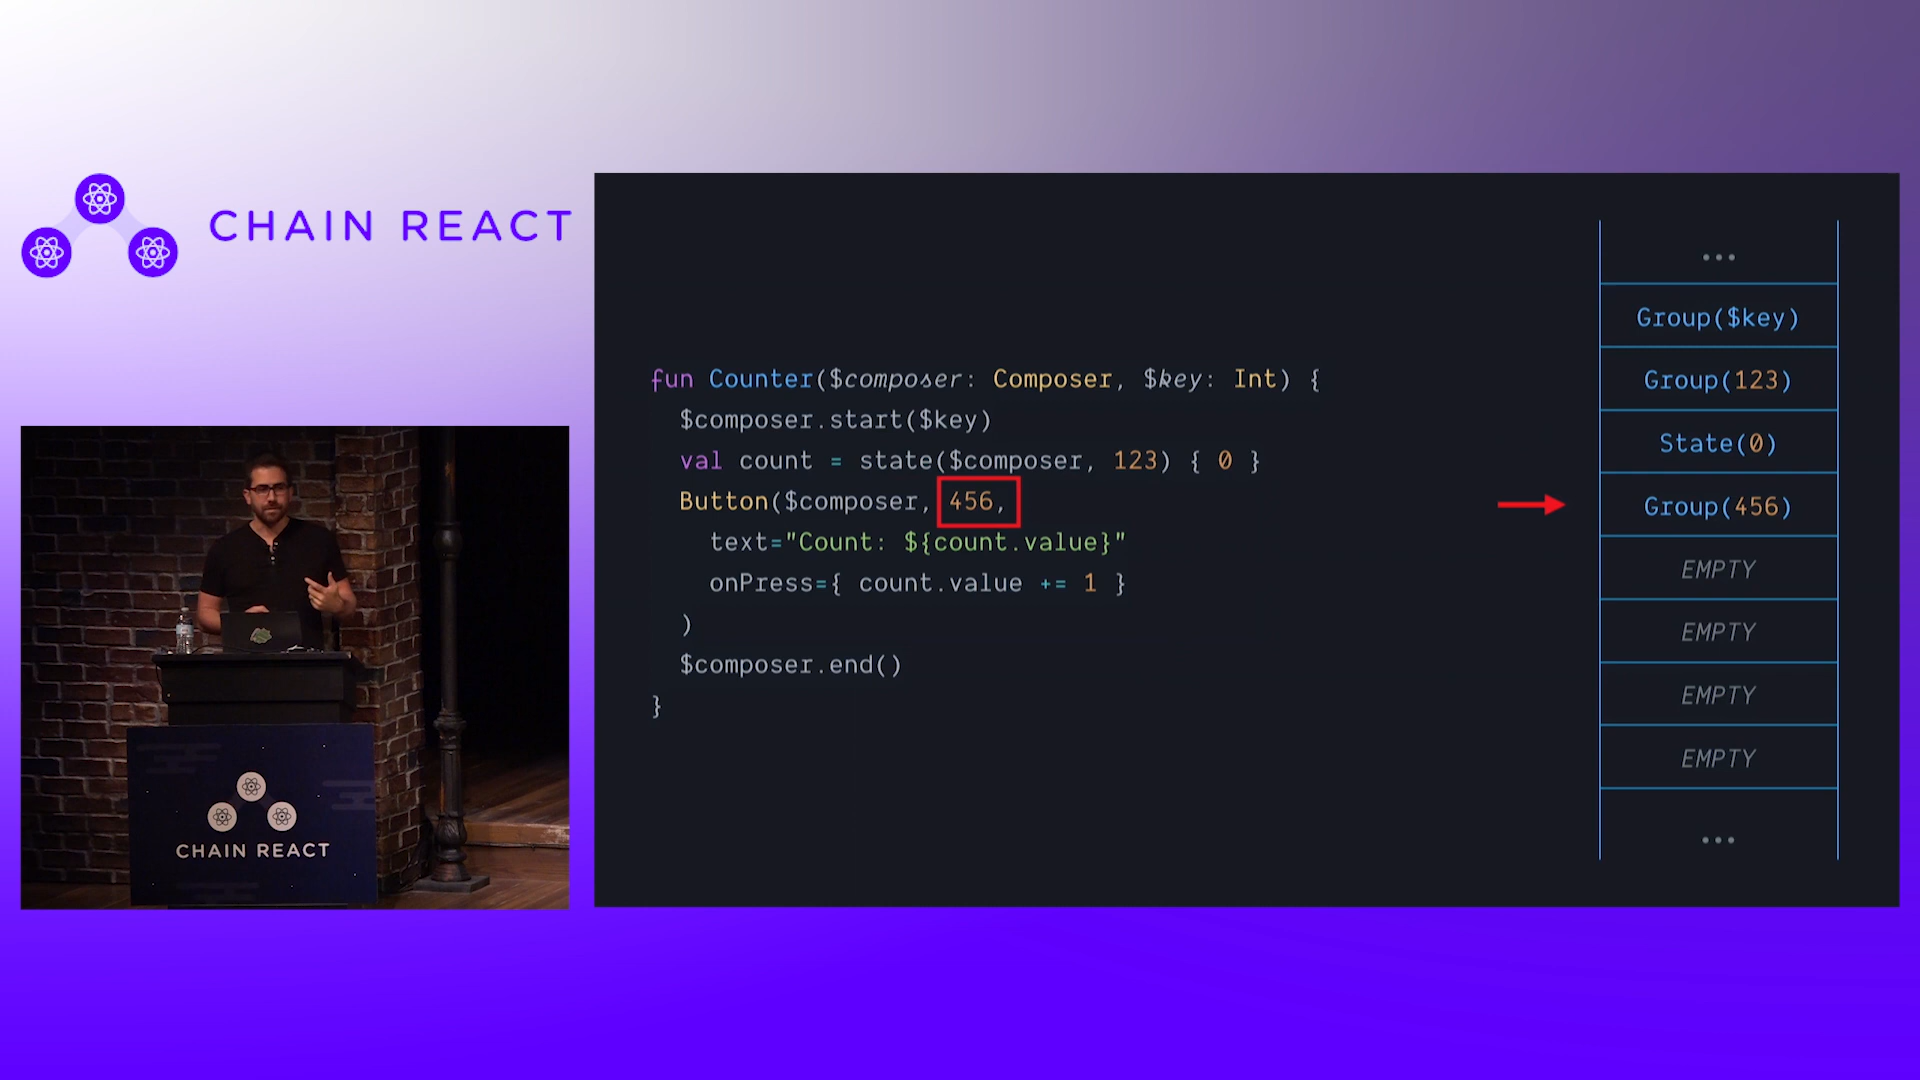 CHAIN REACT
fun Counter($composer: Composer, $key: Int) {
$composer.start($key)
val count = state($composer, 123) { 0 }
Button($composer, 456,
text="Count: ${count.value}"
onPress={ count.value += 1 }
)
$composer.end()
}
...
Group($key)
Group(123)
State(0)
Group(456)
EMPTY
EMPTY
EMPTY
EMPTY
...
CHAIN REACT